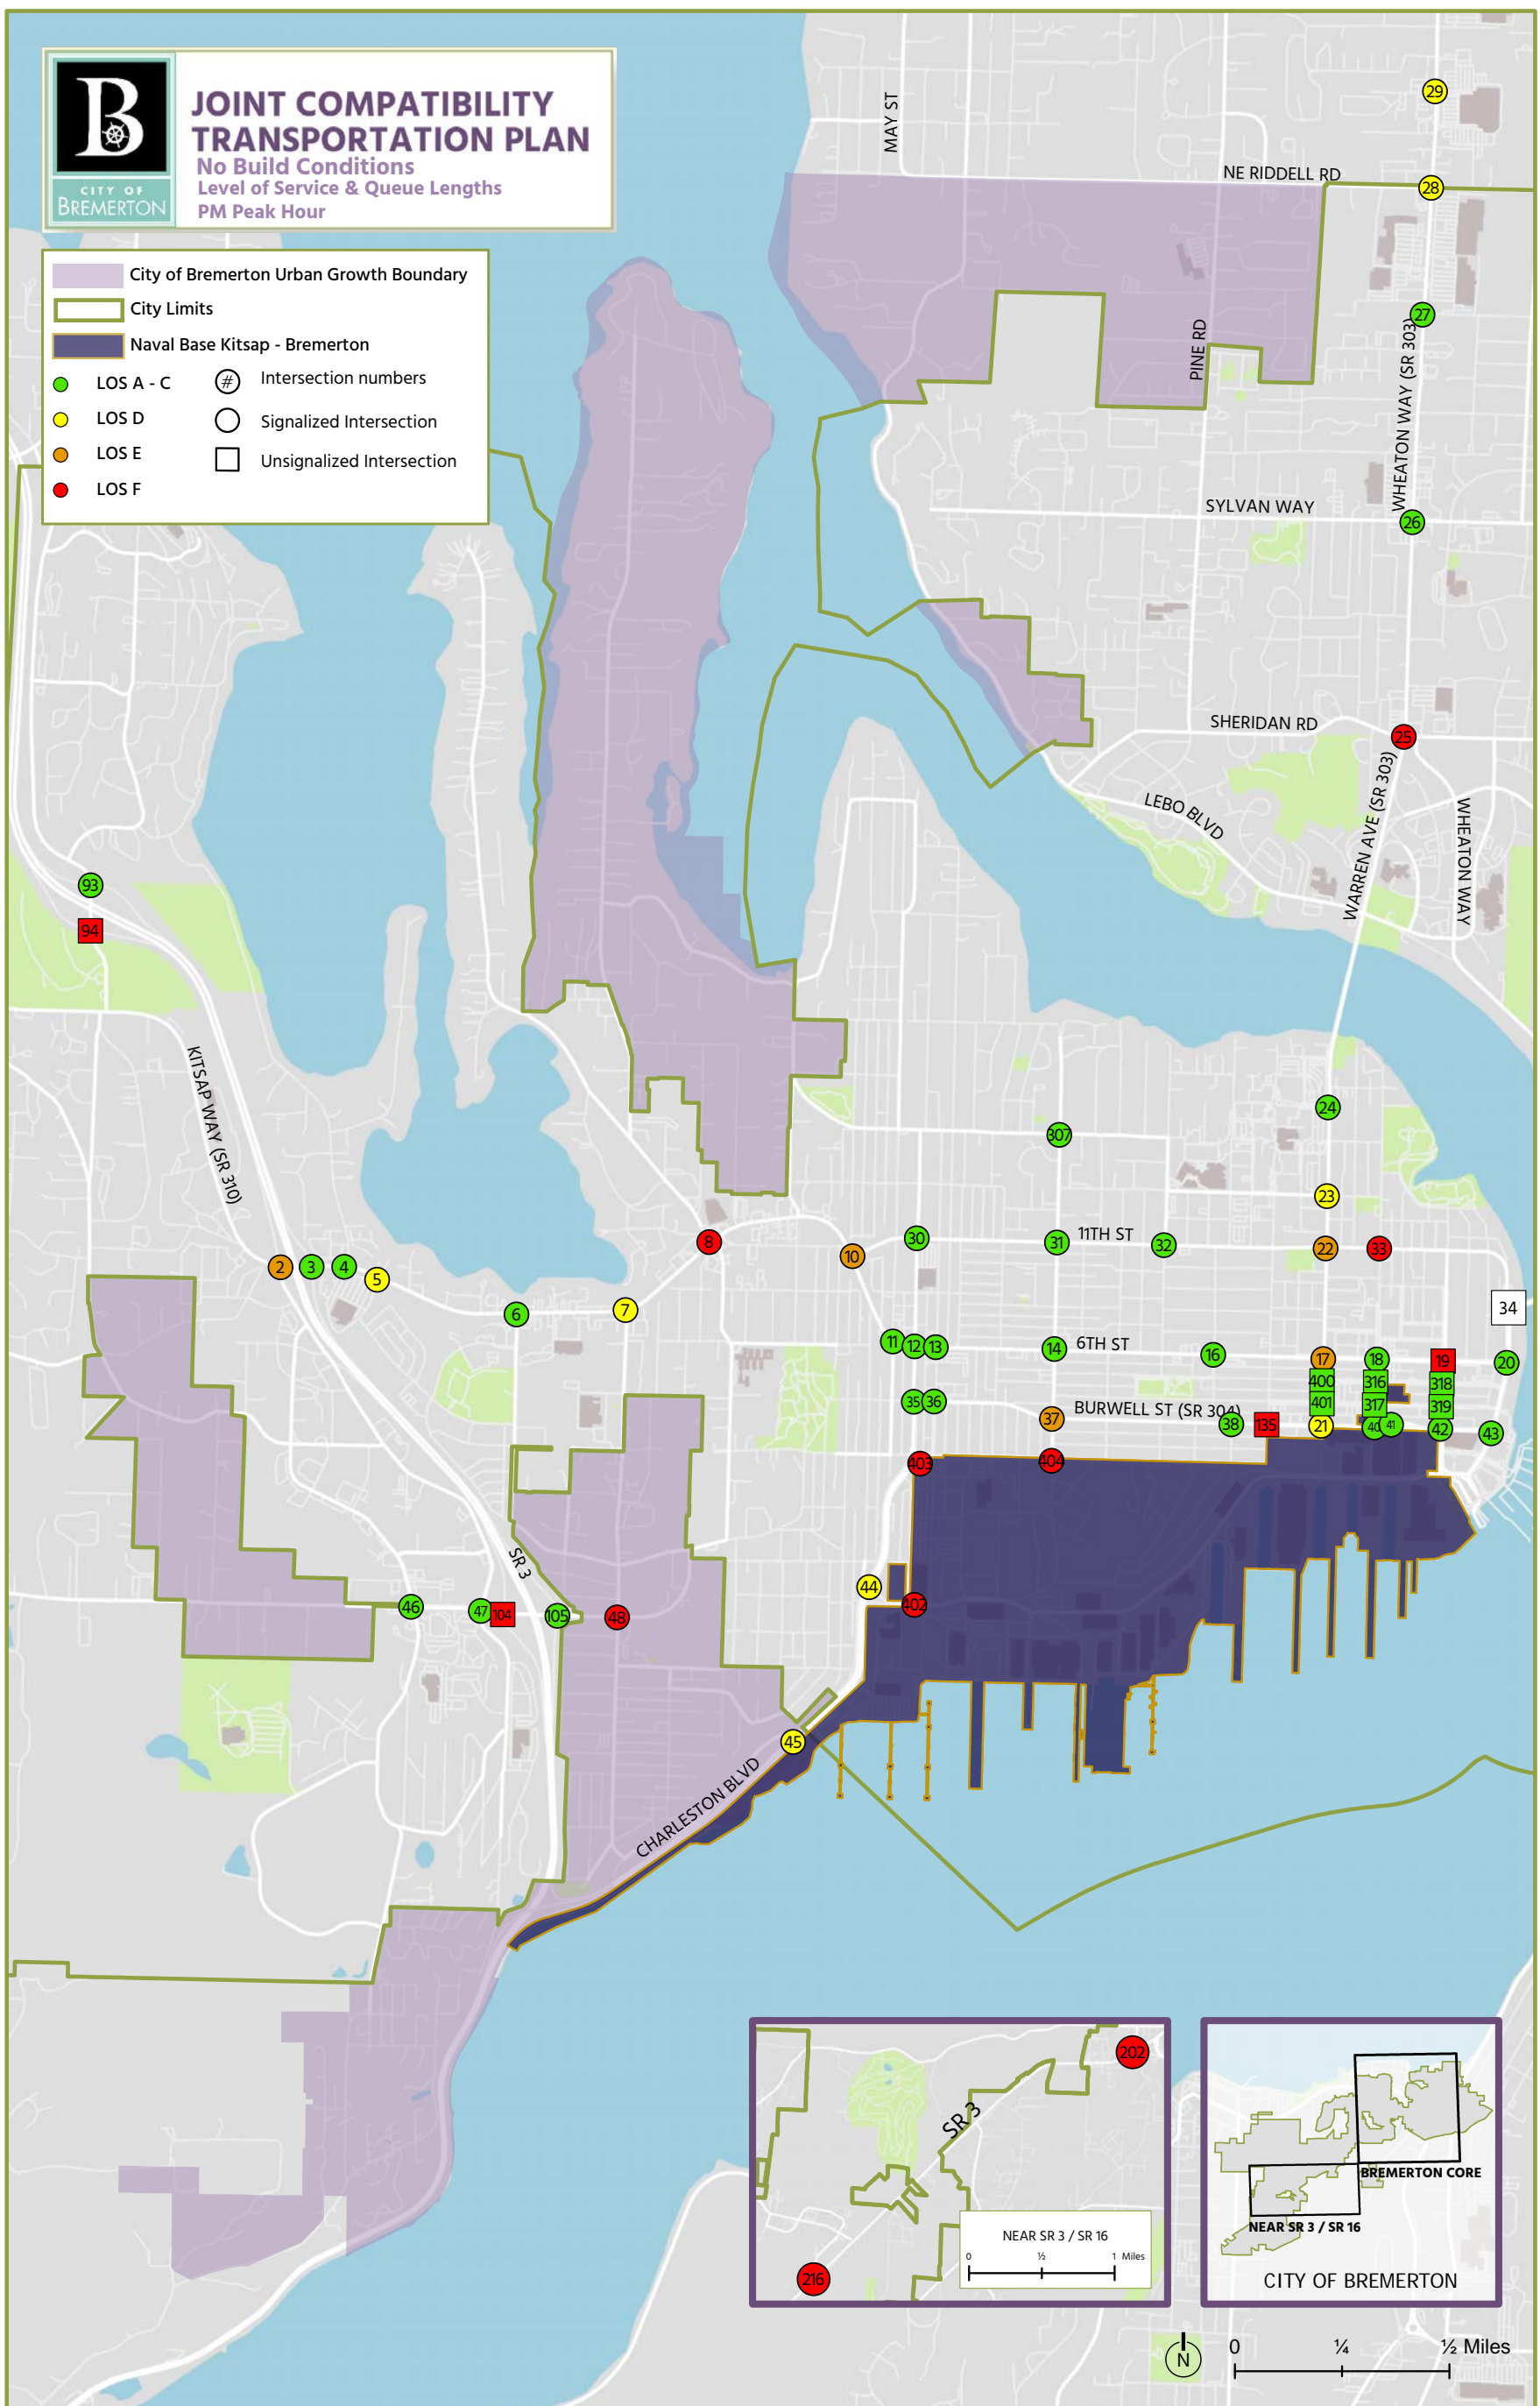 B
CITY OF
BREMERTON
JOINT COMPATIBILITY
TRANSPORTATION PLAN
No Build Conditions
Level of Service & Queue Lengths
PM Peak Hour
City of Bremerton Urban Growth Boundary
City Limits
Naval Base Kitsap - Bremerton
LOS A - C
# Intersection numbers
LOS D
Signalized Intersection
LOS E
Unsignalized Intersection
LOS F
MAY ST
29
NE RIDDELL RD
28
27
PINE RD
WHEATON WAY (SR 303)
SYLVAN WAY
26
SHERIDAN RD
25
LEBO BLVD
WARREN AVE (SR 303)
WHEATON WAY
93
94
KITSAP WAY (SR 310)
24
307
23
8
10
30
31
11TH ST
32
22
33
2
3
4
5
6
7
34
11
12
13
14
6TH ST
16
17
18
19
20
400
316
318
35
36
401
317
319
37
BURWELL ST (SR 304)
38
135
21
40
41
42
43
403
404
SR 3
44
402
46
47
104
105
48
45
CHARLESTON BLVD
202
SR 3
216
NEAR SR 3 / SR 16
0 ½ 1 Miles
BREMERTON CORE
NEAR SR 3 / SR 16
CITY OF BREMERTON
N
0 ¼ ½ Miles